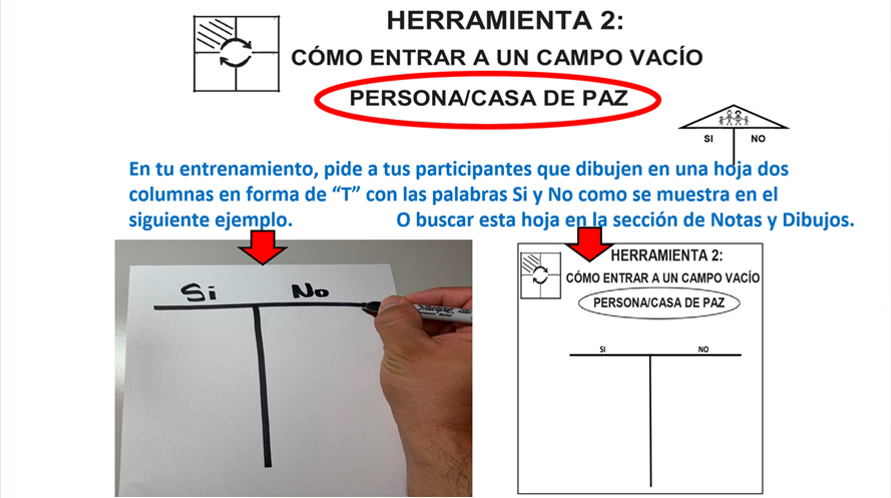 HERRAMIENTA 2:
CÓMO ENTRAR A UN CAMPO VACÍO
PERSONA/CASA DE PAZ
SI NO
En tu entrenamiento, pide a tus participantes que dibujen en una hoja dos
columnas en forma de “T” con las palabras Si y No como se muestra en el
siguiente ejemplo. O buscar esta hoja en la sección de Notas y Dibujos.
Si No
Sharpie
HERRAMIENTA 2:
CÓMO ENTRAR A UN CAMPO VACÍO
PERSONA/CASA DE PAZ
SI NO